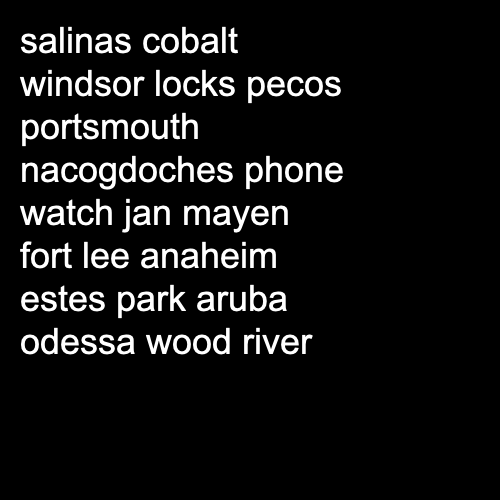 salinas cobalt
windsor locks pecos
portsmouth
nacogdoches phone
watch jan mayen
fort lee anaheim
estes park aruba
odessa wood river